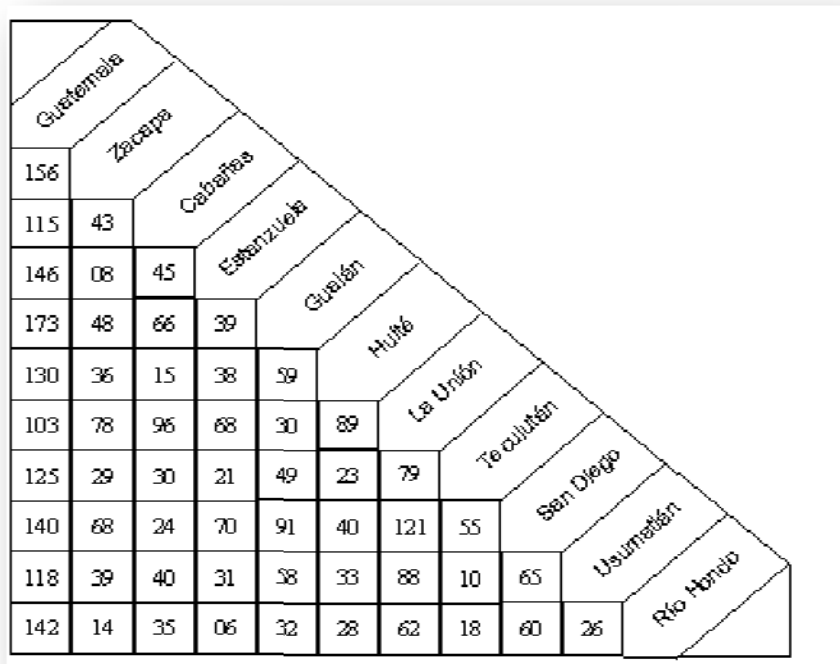 Guatemala
Zacapa
156
Cabañas
115 43
Estanzuela
146 08 45
Gualán
173 48 66 39
Huité
130 36 15 38 59
La Unión
103 78 96 68 30 89
Teculután
125 29 30 21 49 23 79
San Diego
140 68 24 70 91 40 121 55
Usumatlán
118 39 40 31 58 33 88 10 65
Río Hondo
142 14 35 06 32 28 62 18 60 26